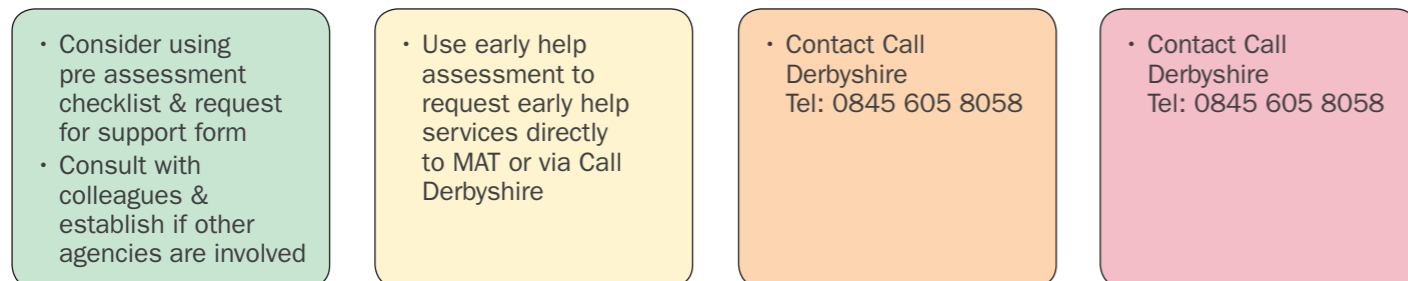 · Consider using
pre assessment
checklist & request
for support form
· Consult with
colleagues &
establish if other
agencies are involved
· Use early help
assessment to
request early help
services directly
to MAT or via Call
Derbyshire
· Contact Call
Derbyshire
Tel: 0845 605 8058
· Contact Call
Derbyshire
Tel: 0845 605 8058